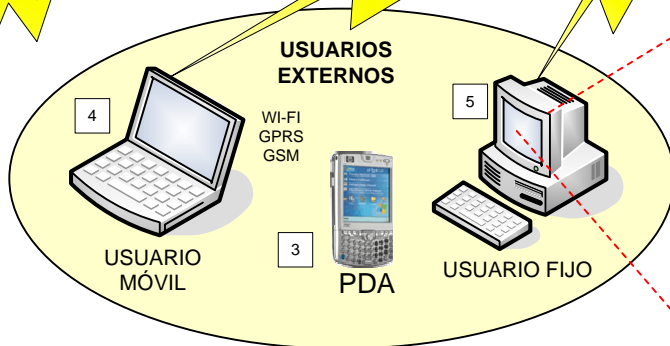 USUARIOS
EXTERNOS
4
WI-FI
GPRS
GSM
5
3
USUARIO
MÓVIL
PDA
USUARIO FIJO